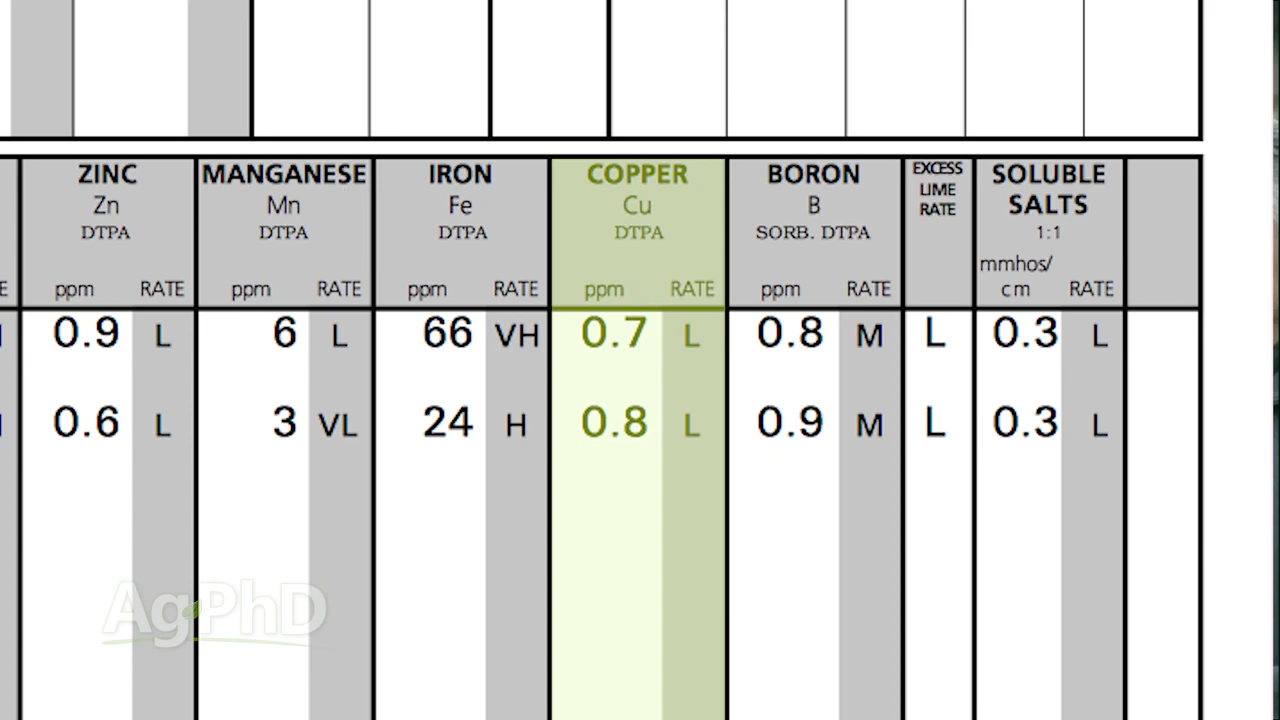 ZINC MANGANESE IRON COPPER BORON EXCESS LIME RATE SOLUBLE SALTS
Zn Mn Fe Cu B
DTPA DTPA DTPA DTPA SORB. DTPA 1:1
mmhos/
ppm RATE ppm RATE ppm RATE ppm RATE ppm RATE cm RATE
0.9 L 6 L 66 VH 0.7 L 0.8 M L 0.3 L
0.6 L 3 VL 24 H 0.8 L 0.9 M L 0.3 L
AgPhD